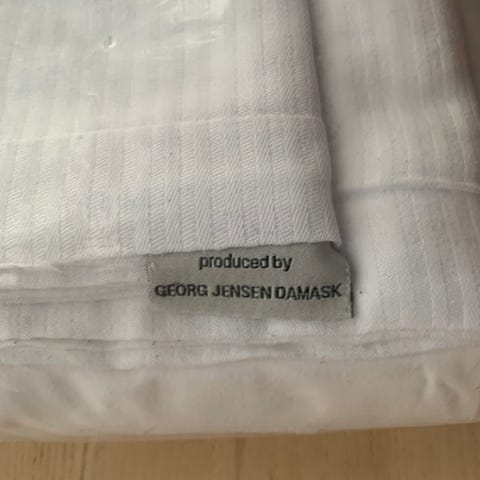 produced by
GEORG JENSEN DAMASK